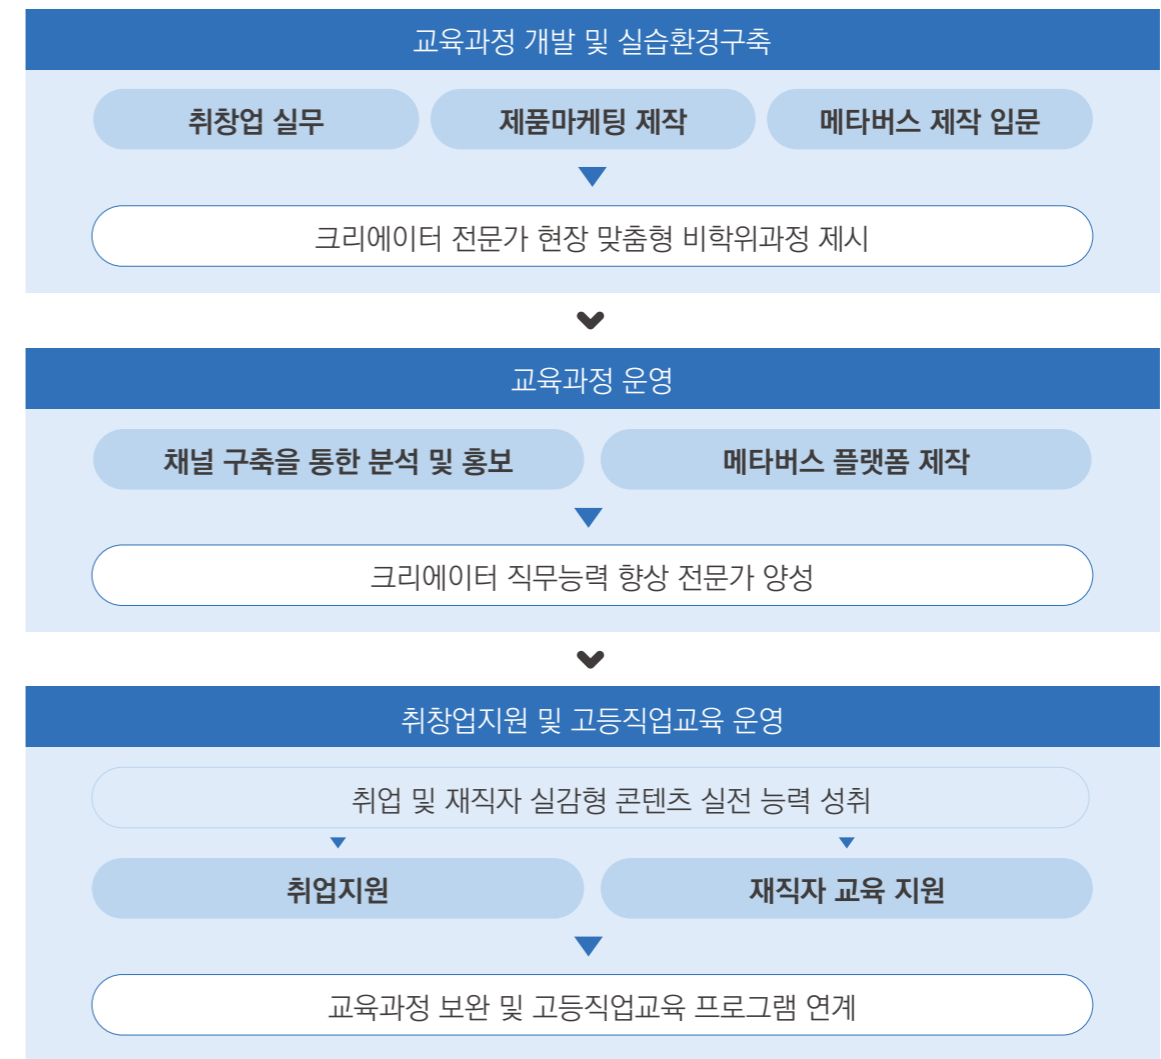 교육과정 개발 및 실습환경구축
취창업 실무
제품마케팅 제작
메타버스 제작 입문
크리에이터 전문가 현장 맞춤형 비학위과정 제시
교육과정 운영
채널 구축을 통한 분석 및 홍보
메타버스 플랫폼 제작
크리에이터 직무능력 향상 전문가 양성
취창업지원 및 고등직업교육 운영
취업 및 재직자 실감형 콘텐츠 실전 능력 성취
취업지원
재직자 교육 지원
교육과정 보완 및 고등직업교육 프로그램 연계